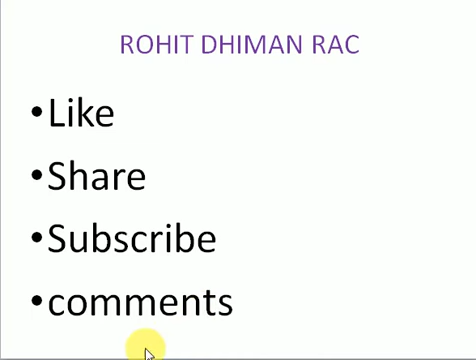 ROHIT DHIMAN RAC
•Like
•Share
•Subscribe
•comments